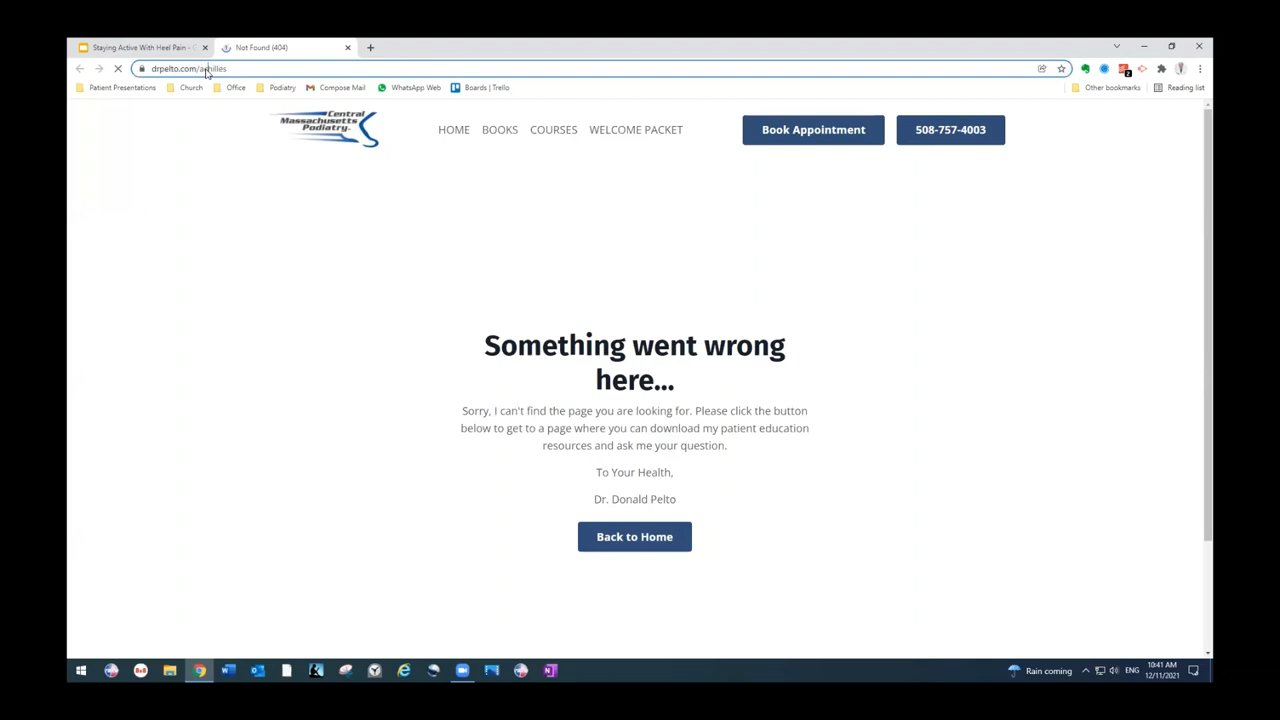 Staying Active With Heel Pain -
Not Found (404)
drpelto.com/achilles
Patient Presentations
Church
Office
Podiatry
Compose Mail
WhatsApp Web
Boards | Trello
Other bookmarks
Reading list
Central
Massachusetts
Podiatry
HOME BOOKS COURSES WELCOME PACKET
Book Appointment
508-757-4003
Something went wrong
here...
Sorry, I can't find the page you are looking for. Please click the button
below to get to a page where you can download my patient education
resources and ask me your question.
To Your Health,
Dr. Donald Pelto
Back to Home
Rain coming
ENG
10:41 AM
12/11/2021